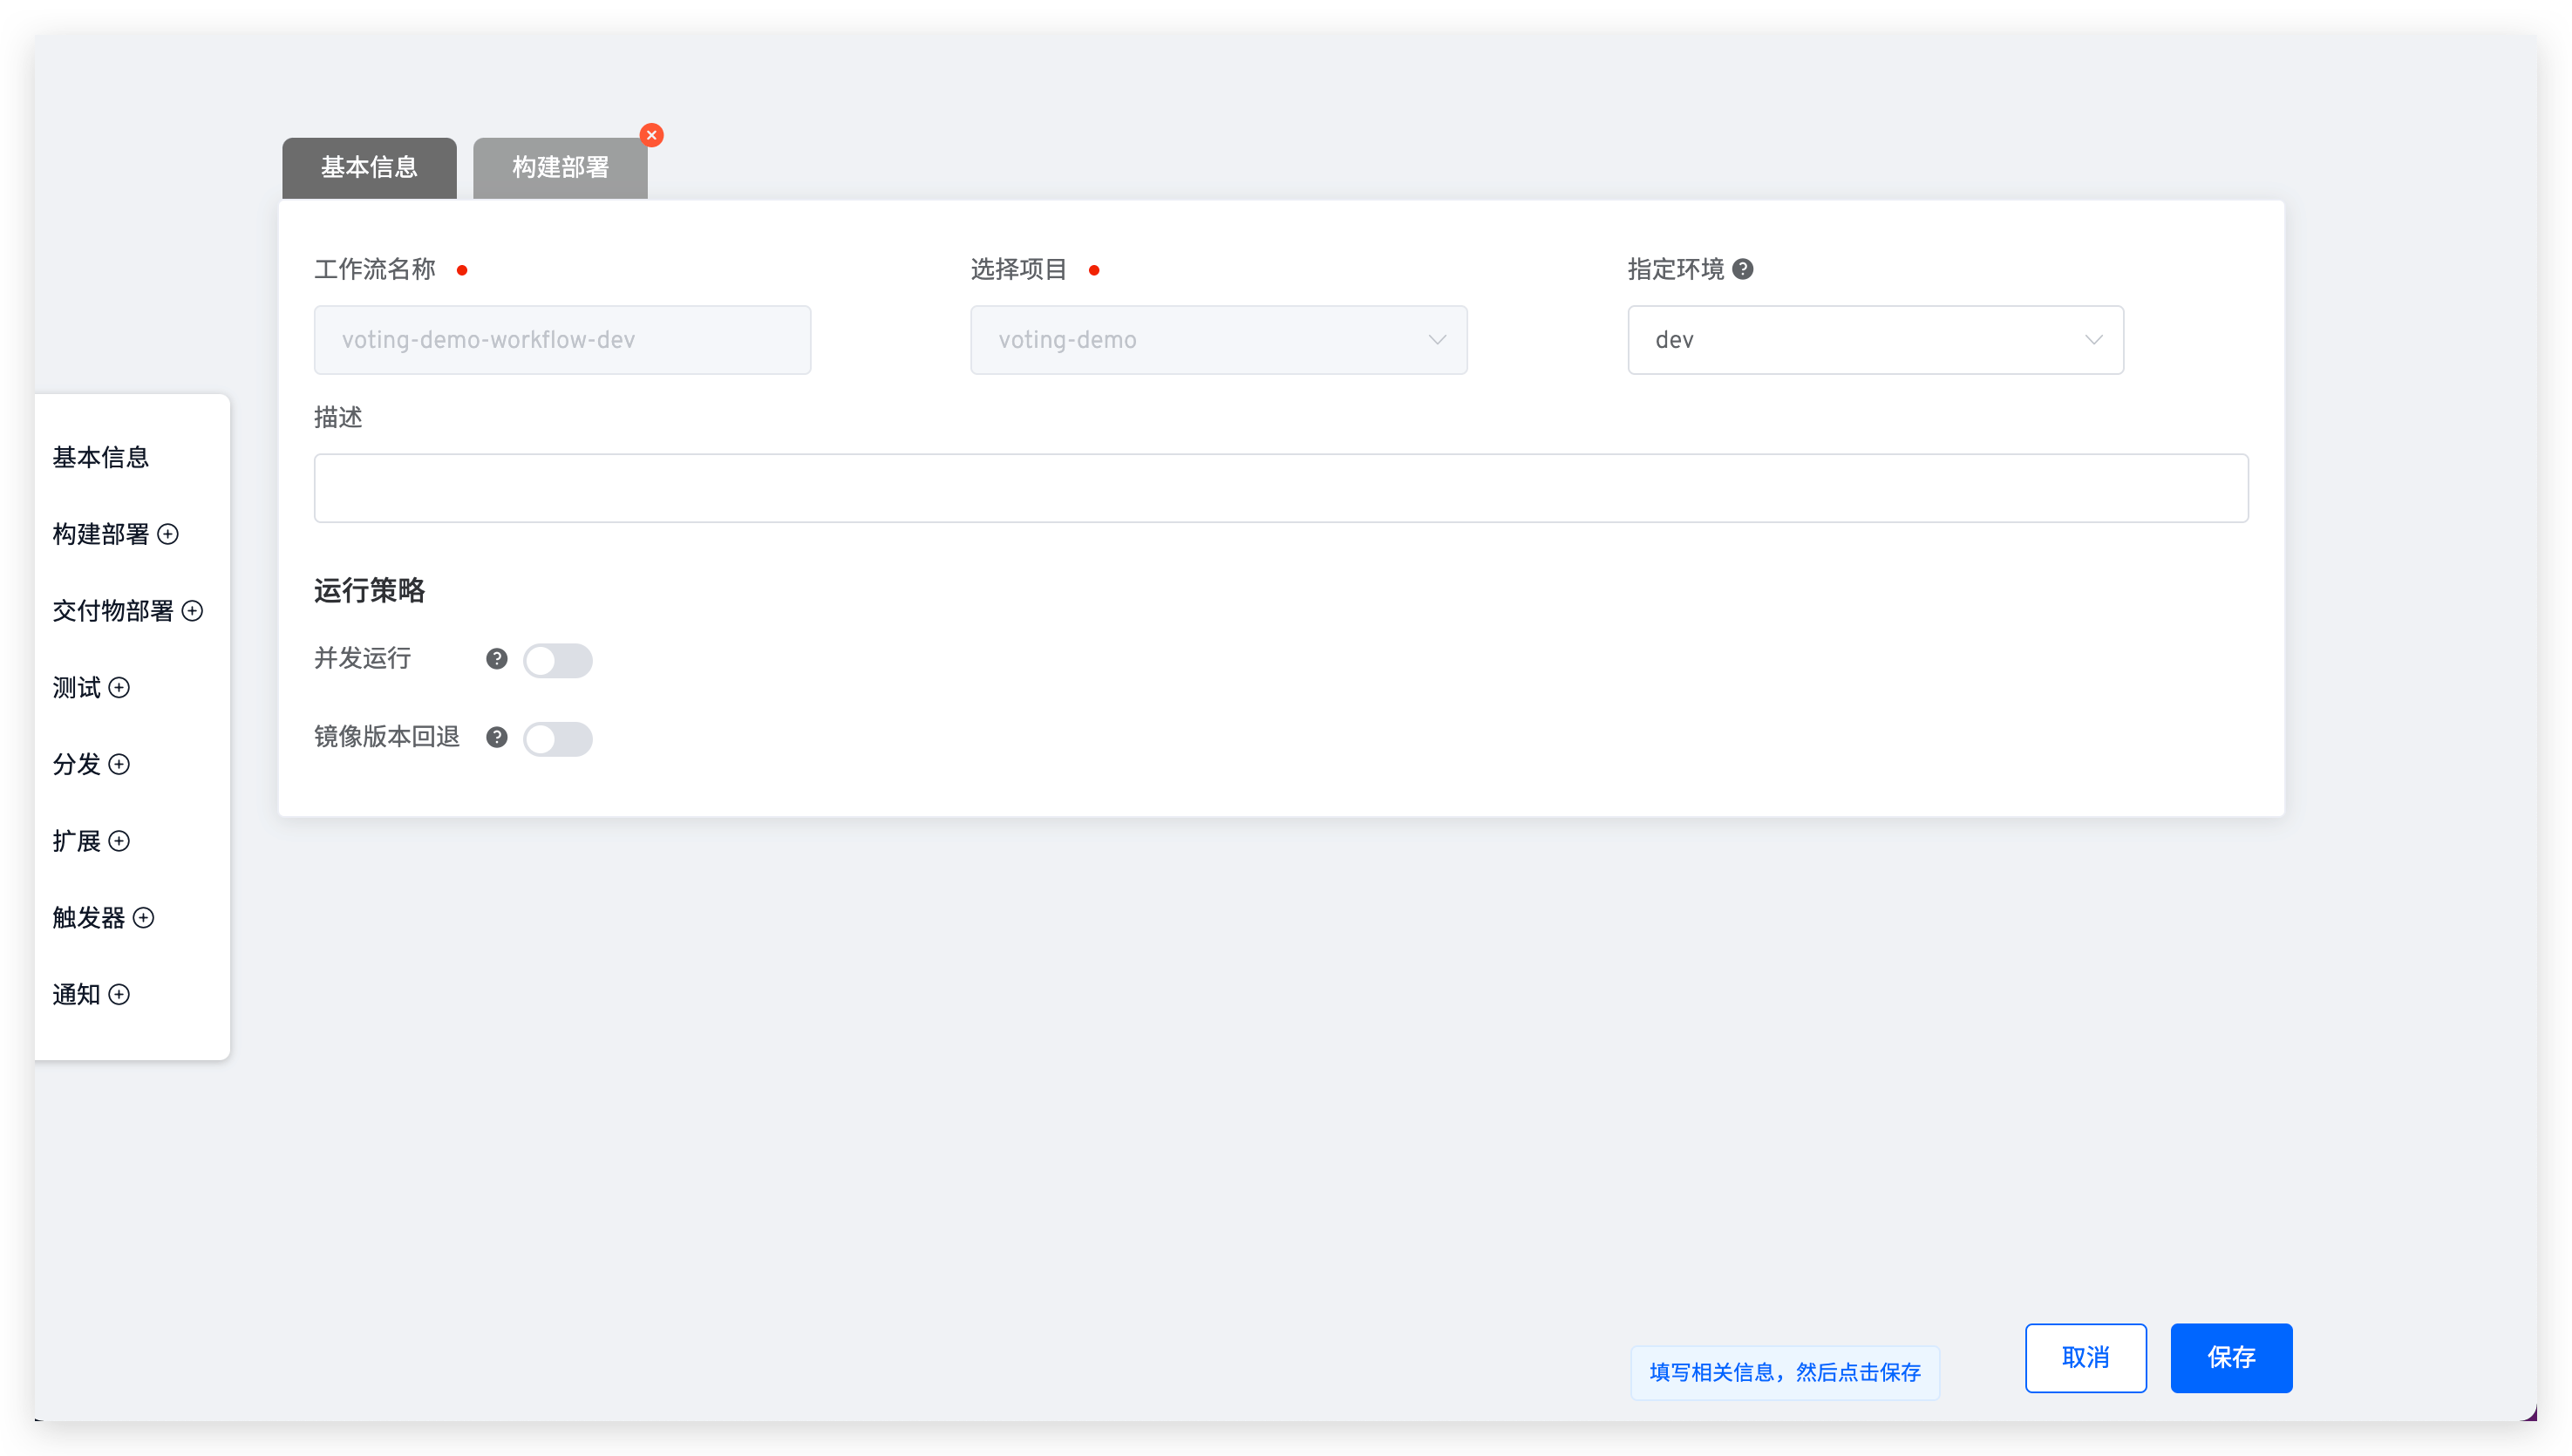 基本信息
构建部署
工作流名称
选择项目
指定环境
voting-demo-workflow-dev
voting-demo
dev
描述
运行策略
并发运行
镜像版本回退
基本信息
构建部署
交付物部署
测试
分发
扩展
触发器
通知
填写相关信息，然后点击保存
取消
保存